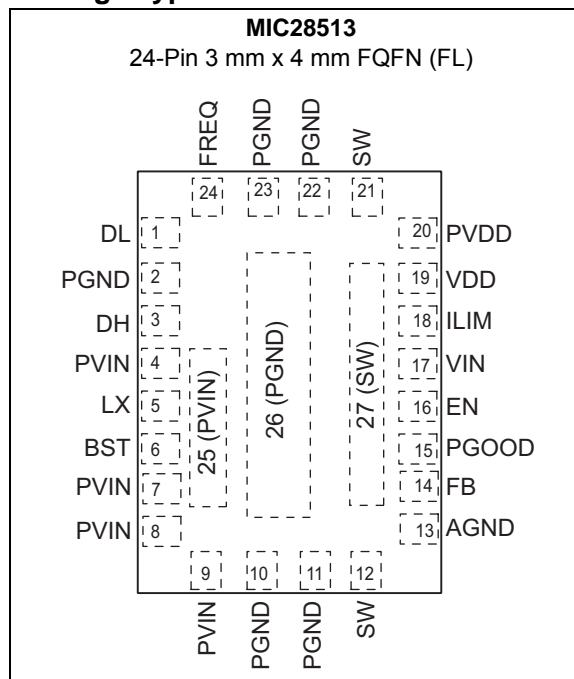 MIC28513
24-Pin 3 mm x 4 mm FQFN (FL)
FREQ
PGND
PGND
SW
24
23
22
21
DL 1
PGND 2
DH 3
PVIN 4
LX 5
BST 6
PVIN 7
PVIN 8
25 (PVIN)
26 (PGND)
27 (SW)
20 PVDD
19 VDD
18 ILIM
17 VIN
16 EN
15 PGOOD
14 FB
13 AGND
9
10
11
12
PVIN
PGND
PGND
SW